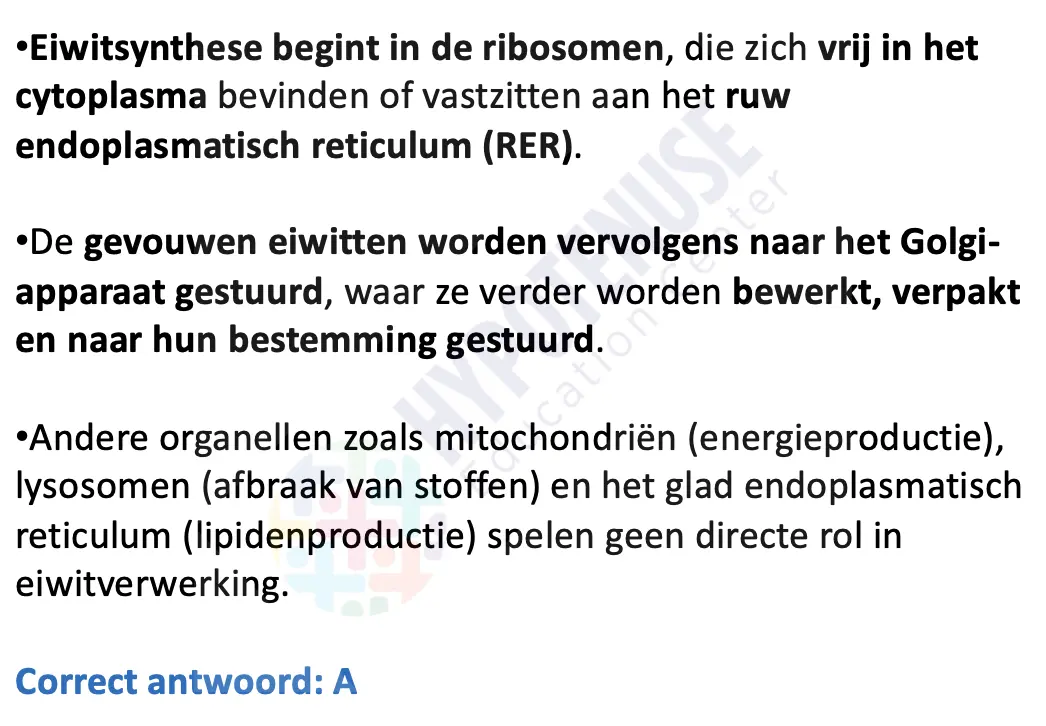 •Eiwitsynthese begint in de ribosomen, die zich vrij in het
cytoplasma bevinden of vastzitten aan het ruw
endoplasmatisch reticulum (RER).
•De gevouwen eiwitten worden vervolgens naar het Golgi-
apparaat gestuurd, waar ze verder worden bewerkt, verpakt
en naar hun bestemming gestuurd.
•Andere organellen zoals mitochondriën (energieproductie),
lysosomen (afbraak van stoffen) en het glad endoplasmatisch
reticulum (lipidenproductie) spelen geen directe rol in
eiwitverwerking.
Correct antwoord: A
HYPOTENUSE
Education Center